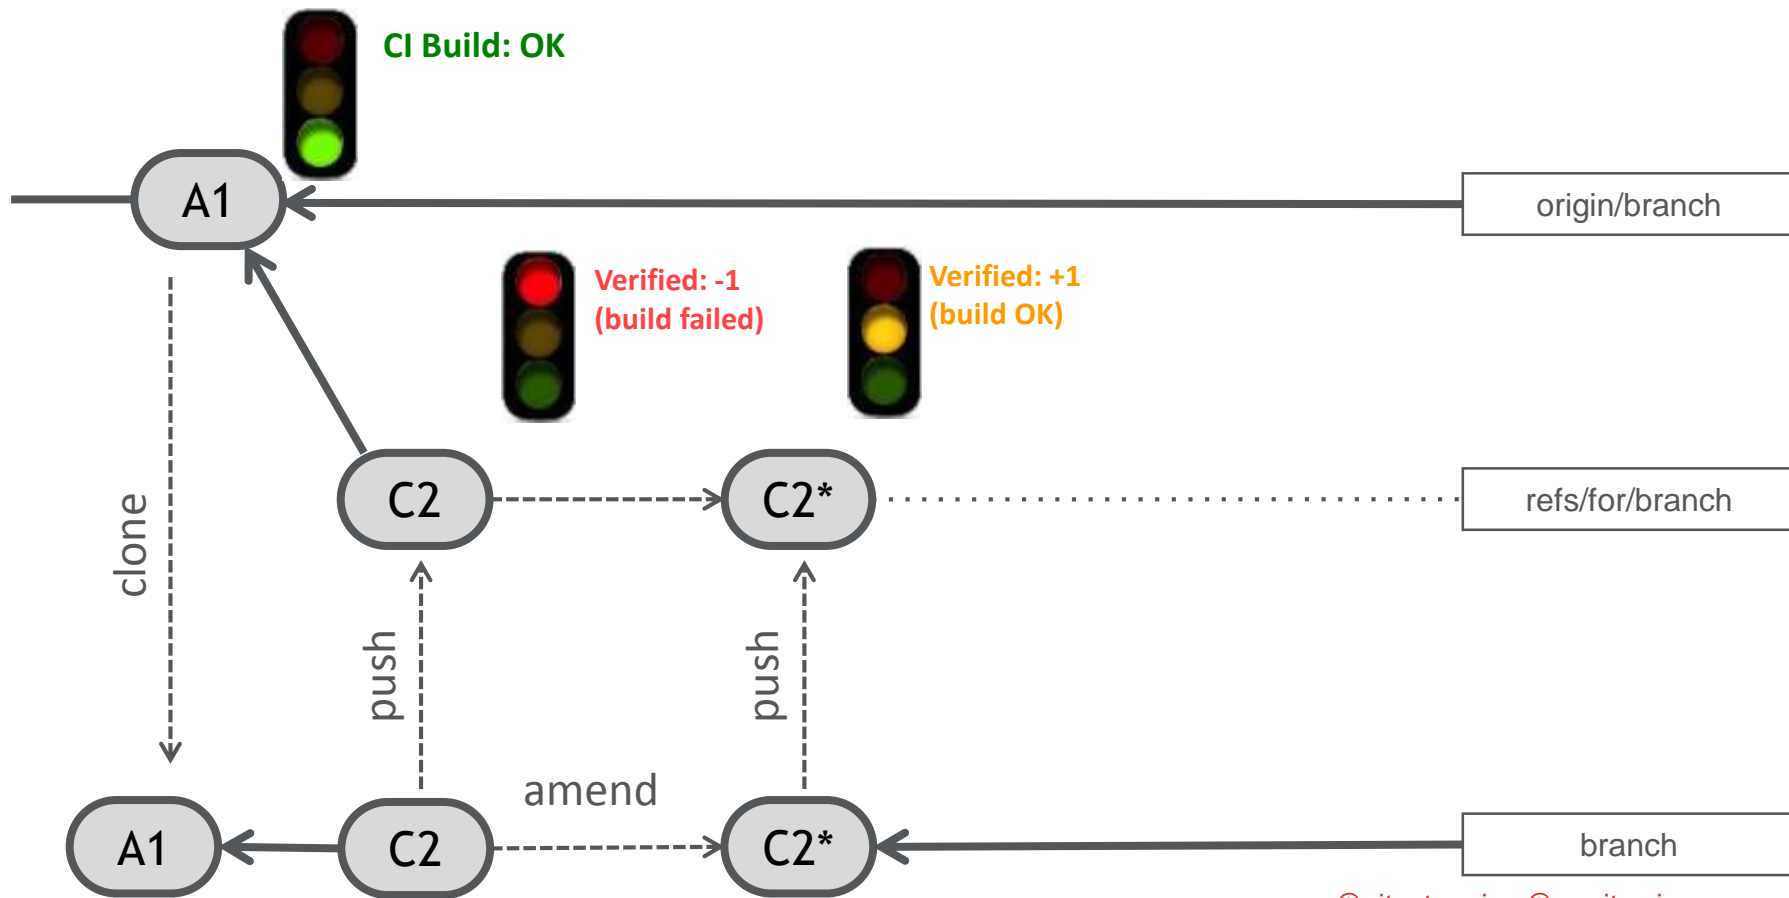 CI Build: OK
A1
origin/branch
Verified: -1
(build failed)
Verified: +1
(build OK)
clone
C2
C2*
refs/for/branch
push
push
amend
A1
C2
C2*
branch